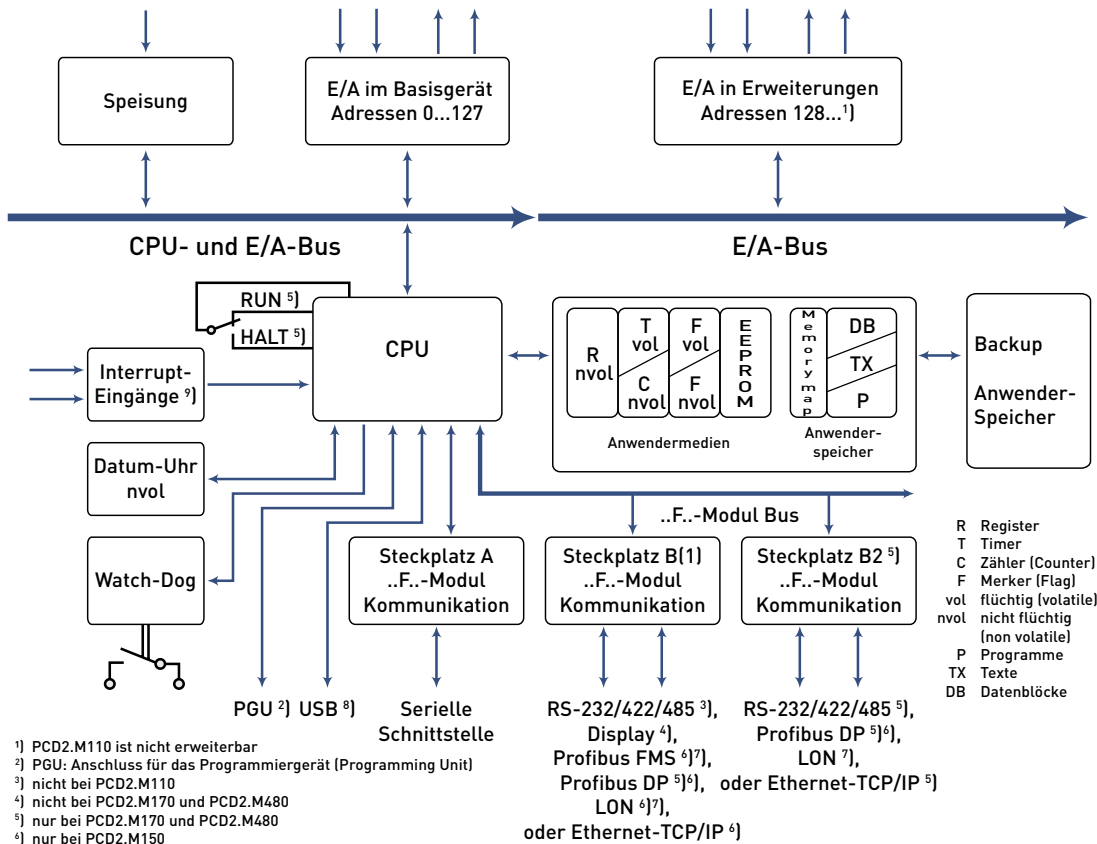 Speisung
E/A im Basisgerät
Adressen 0...127
E/A in Erweiterungen
Adressen 128...¹)
CPU- und E/A-Bus
E/A-Bus
RUN ⁵)
HALT ⁵)
CPU
Interrupt-
Eingänge ⁹)
Datum-Uhr
nvol
Watch-Dog
R
nvol
T
vol
C
nvol
F
vol
F
nvol
EEPROM
Anwendermedien
Memorymap
DB
TX
P
Anwender-
speicher
Backup
Anwender-
Speicher
..F..-Modul Bus
Steckplatz A
..F..-Modul
Kommunikation
Steckplatz B(1)
..F..-Modul
Kommunikation
Steckplatz B2 ⁵)
..F..-Modul
Kommunikation
R Register
T Timer
C Zähler (Counter)
F Merker (Flag)
vol flüchtig (volatile)
nvol nicht flüchtig
(non volatile)
P Programme
TX Texte
DB Datenblöcke
PGU ²) USB ⁸)
Serielle
Schnittstelle
RS-232/422/485 ³),
Display ⁴),
Profibus FMS ⁶)⁷),
Profibus DP ⁵)⁶),
LON ⁶)⁷),
oder Ethernet-TCP/IP ⁶)
RS-232/422/485 ⁵),
Profibus DP ⁵)⁶),
LON ⁷),
oder Ethernet-TCP/IP ⁵)
¹) PCD2.M110 ist nicht erweiterbar
²) PGU: Anschluss für das Programmiergerät (Programming Unit)
³) nicht bei PCD2.M110
⁴) nicht bei PCD2.M170 und PCD2.M480
⁵) nur bei PCD2.M170 und PCD2.M480
⁶) nur bei PCD2.M150